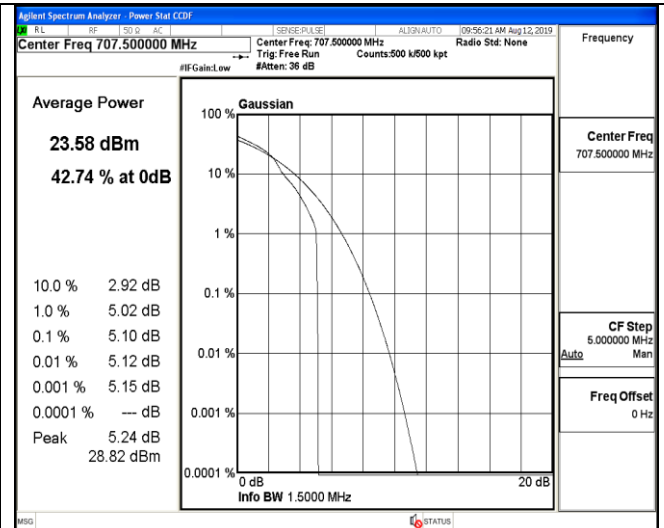 Agilent Spectrum Analyzer - Power Stat CCDF
RL RF 50 Ω AC SENSE:PULSE ALIGN AUTO 09:56:21 AM Aug 12, 2019
Center Freq 707.500000 MHz
Center Freq: 707.500000 MHz Radio Std: None
Trig: Free Run Counts:500 k/500 kpt
#IFGain:Low #Atten: 36 dB
Frequency
Average Power
23.58 dBm
42.74 % at 0dB
10.0 % 2.92 dB
1.0 % 5.02 dB
0.1 % 5.10 dB
0.01 % 5.12 dB
0.001 % 5.15 dB
0.0001 % --- dB
Peak 5.24 dB
28.82 dBm
Gaussian
100 %
10 %
1 %
0.1 %
0.01 %
0.001 %
0.0001 %
0 dB 20 dB
Info BW 1.5000 MHz
Center Freq
707.500000 MHz
CF Step
5.000000 MHz
Auto Man
Freq Offset
0 Hz
MSG STATUS